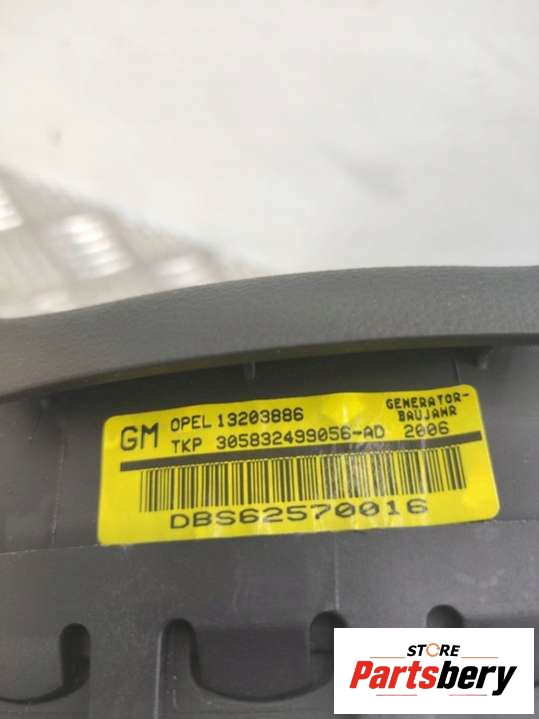 GM OPEL 13203886 GENERATOR-
TKP 305832499056-AD BAUJAHR
2006
DBS62570016
STORE
Partsbery